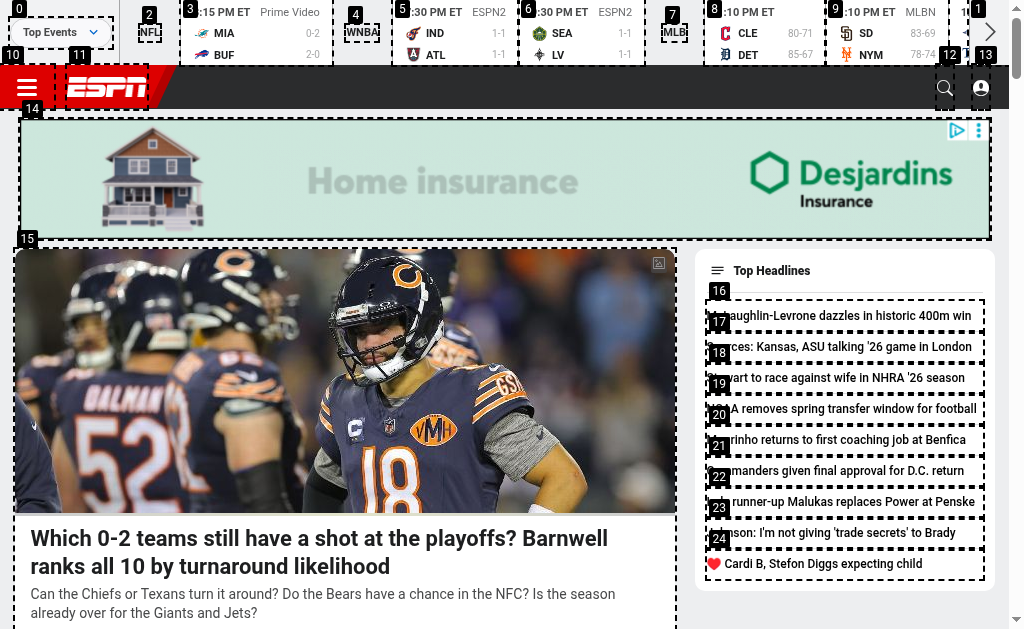 0
Top Events
2
NFL
3
:15 PM ET Prime Video
MIA 0-2
BUF 2-0
4
WNBA
5
:30 PM ET ESPN2
IND 1-1
ATL 1-1
6
:30 PM ET ESPN2
SEA 1-1
LV 1-1
7
MLB
8
:10 PM ET
CLE 80-71
DET 85-67
9
:10 PM ET MLBN
SD 83-69
NYM 78-74
1
10
11
ESPN
12
13
14
Home insurance
Desjardins
Insurance
15
DALMAN
52
C
18
VMH
GSH
Which 0-2 teams still have a shot at the playoffs? Barnwell
ranks all 10 by turnaround likelihood
Can the Chiefs or Texans turn it around? Do the Bears have a chance in the NFC? Is the season
already over for the Giants and Jets?
Top Headlines
16
McLaughlin-Levrone dazzles in historic 400m win
17
Sources: Kansas, ASU talking '26 game in London
18
Stewart to race against wife in NHRA '26 season
19
NCAA removes spring transfer window for football
20
Mourinho returns to first coaching job at Benfica
21
Commanders given final approval for D.C. return
22
runner-up Malukas replaces Power at Penske
23
Johnson: I'm not giving 'trade secrets' to Brady
24
Cardi B, Stefon Diggs expecting child